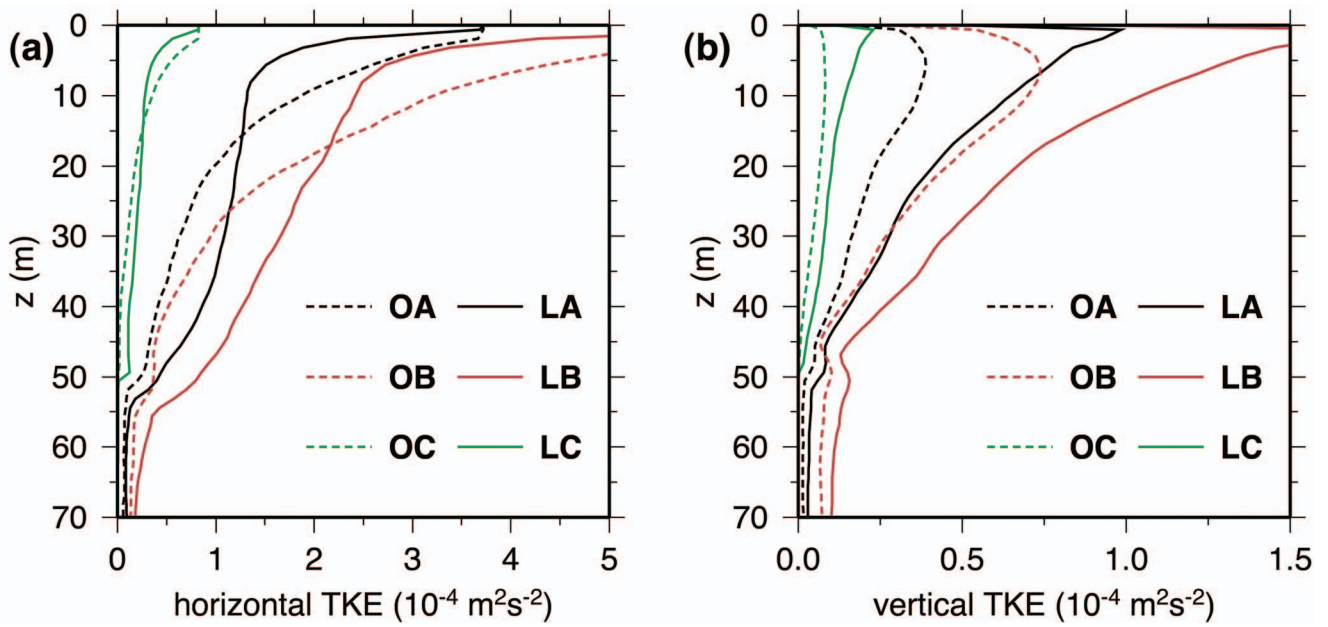 (a)
0
10
20
30
40
50
60
70
z (m)
OA LA
OB LB
OC LC
0 1 2 3 4 5
horizontal TKE (10⁻⁴ m²s⁻²)
(b)
0
10
20
30
40
50
60
70
z (m)
OA LA
OB LB
OC LC
0.0 0.5 1.0 1.5
vertical TKE (10⁻⁴ m²s⁻²)